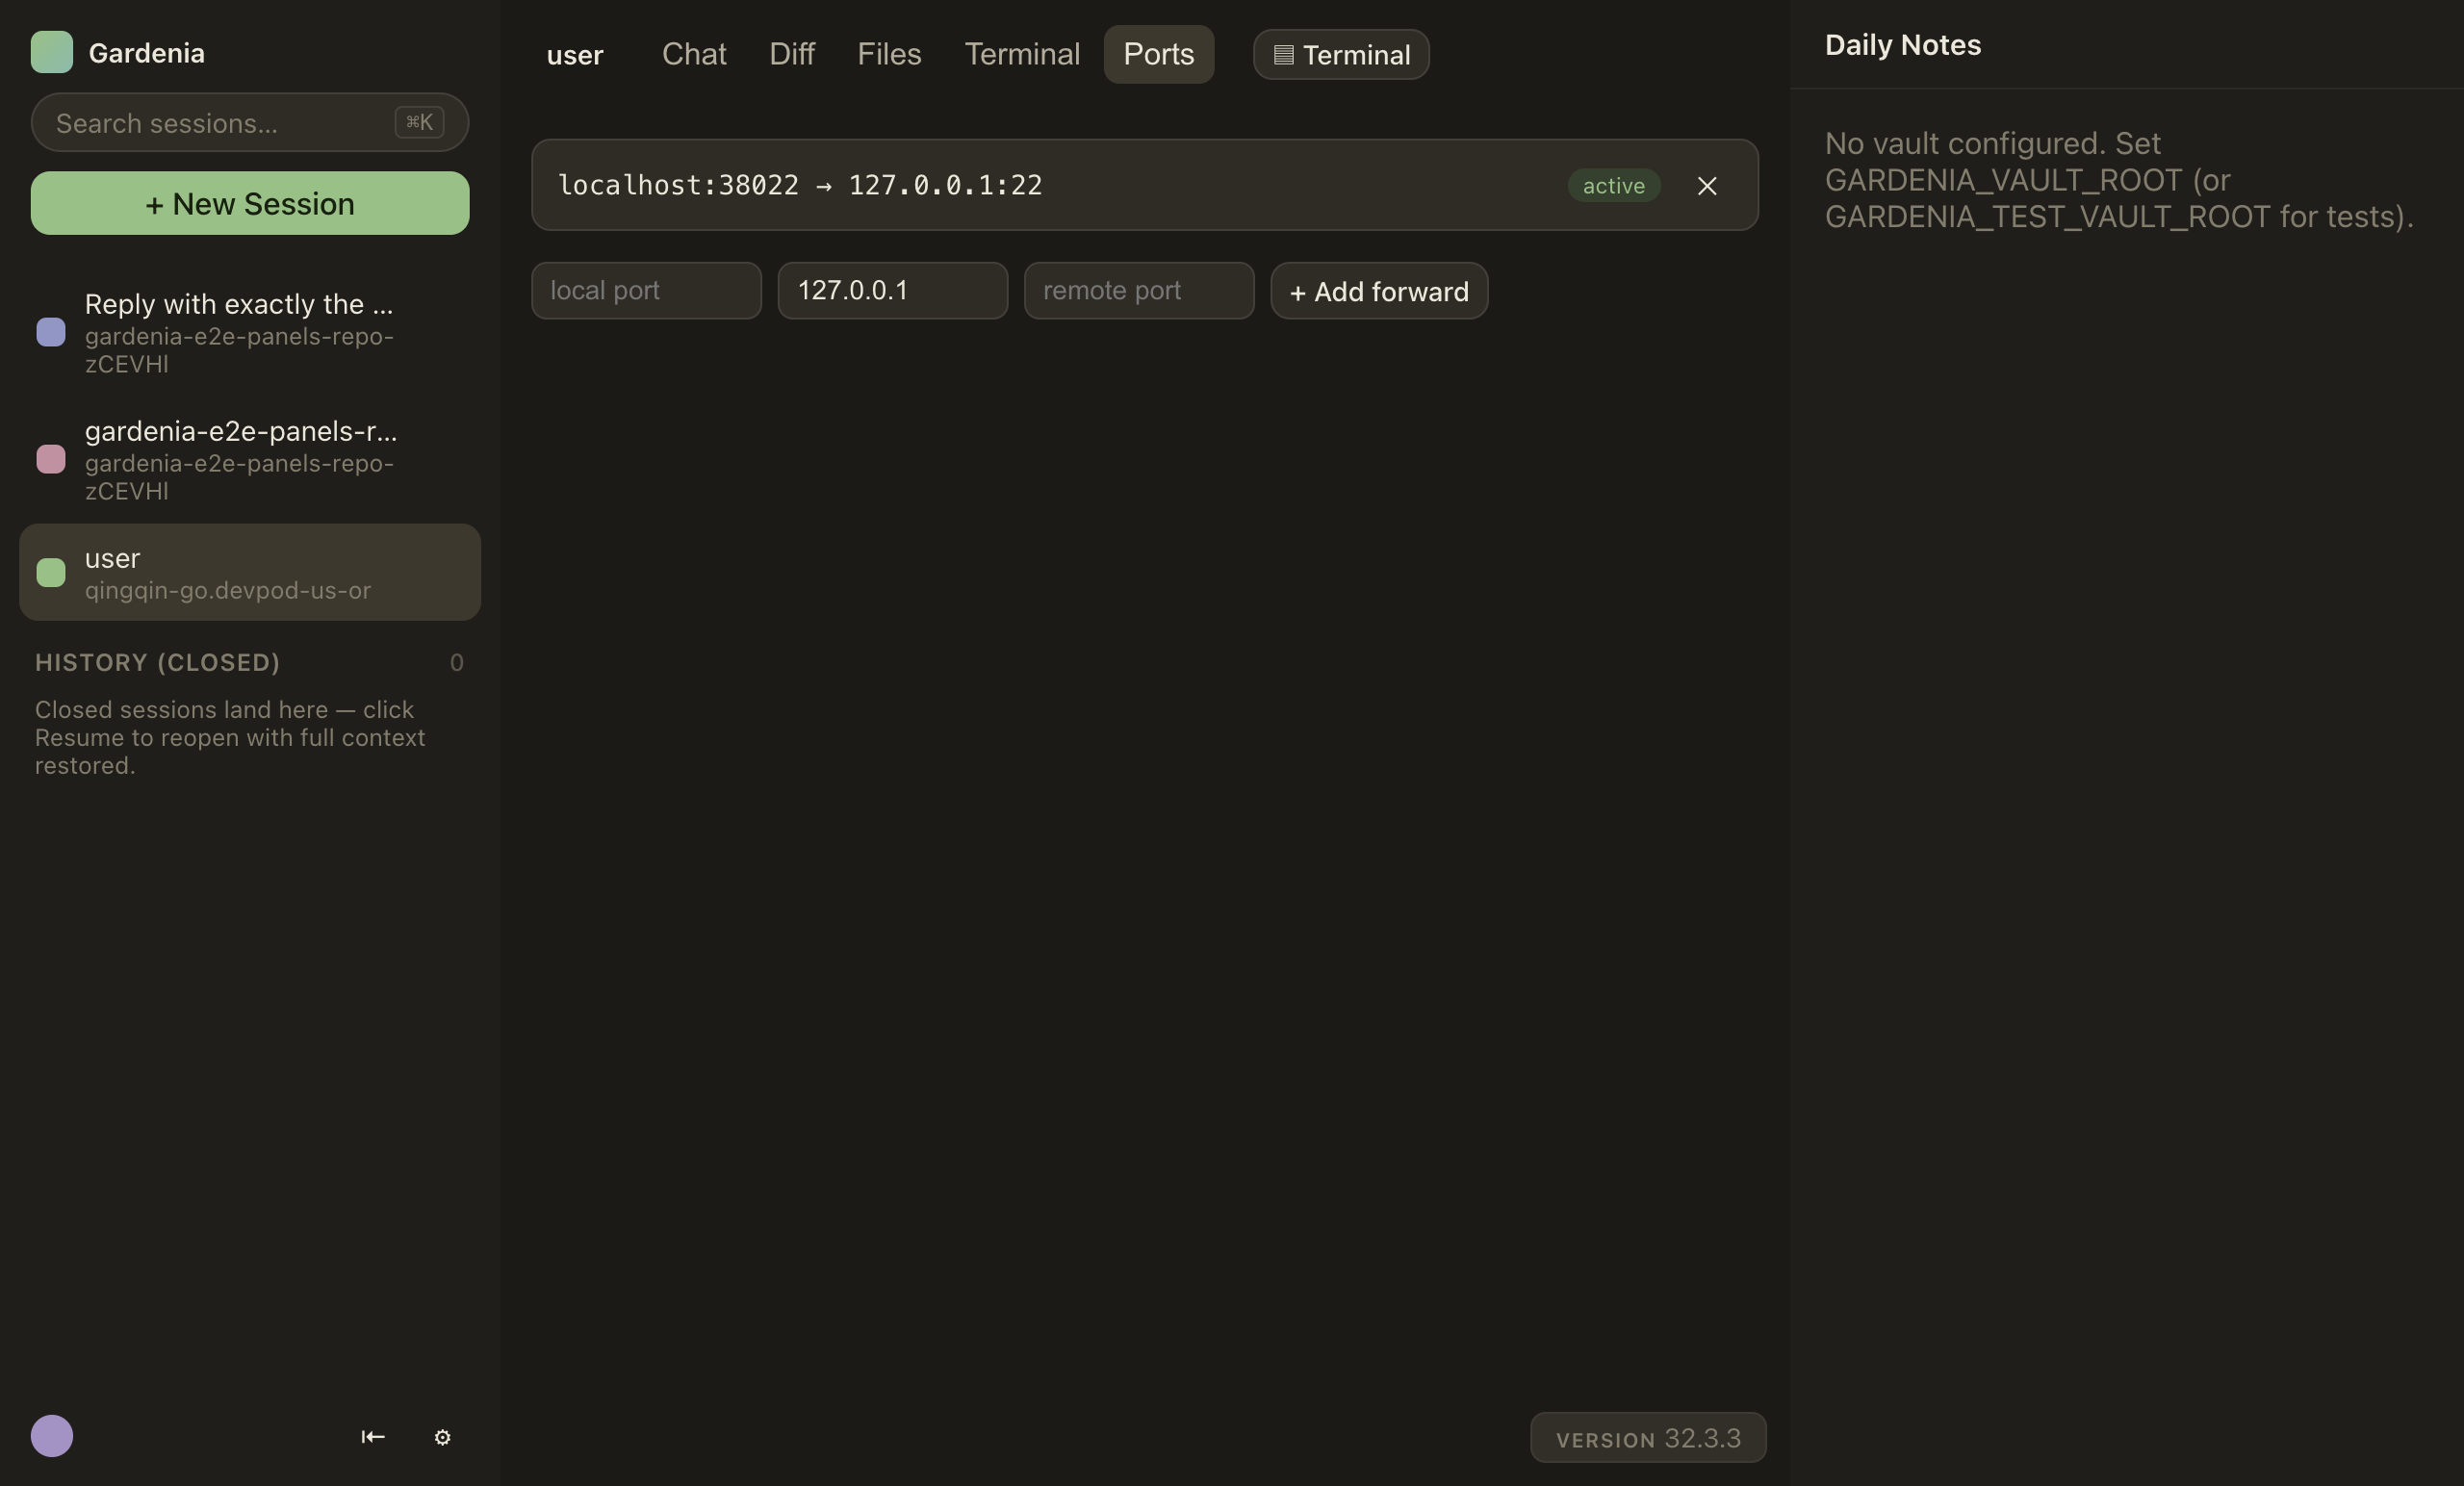 Gardenia
Search sessions...
⌘K
+ New Session
Reply with exactly the ...
gardenia-e2e-panels-repo-
zCEVHl
gardenia-e2e-panels-r...
gardenia-e2e-panels-repo-
zCEVHl
user
qingqin-go.devpod-us-or
HISTORY (CLOSED) 0
Closed sessions land here — click
Resume to reopen with full context
restored.
user Chat Diff Files Terminal Ports Terminal
localhost:38022 → 127.0.0.1:22 active ×
local port 127.0.0.1 remote port + Add forward
VERSION 32.3.3
Daily Notes
No vault configured. Set
GARDENIA_VAULT_ROOT (or
GARDENIA_TEST_VAULT_ROOT for tests).